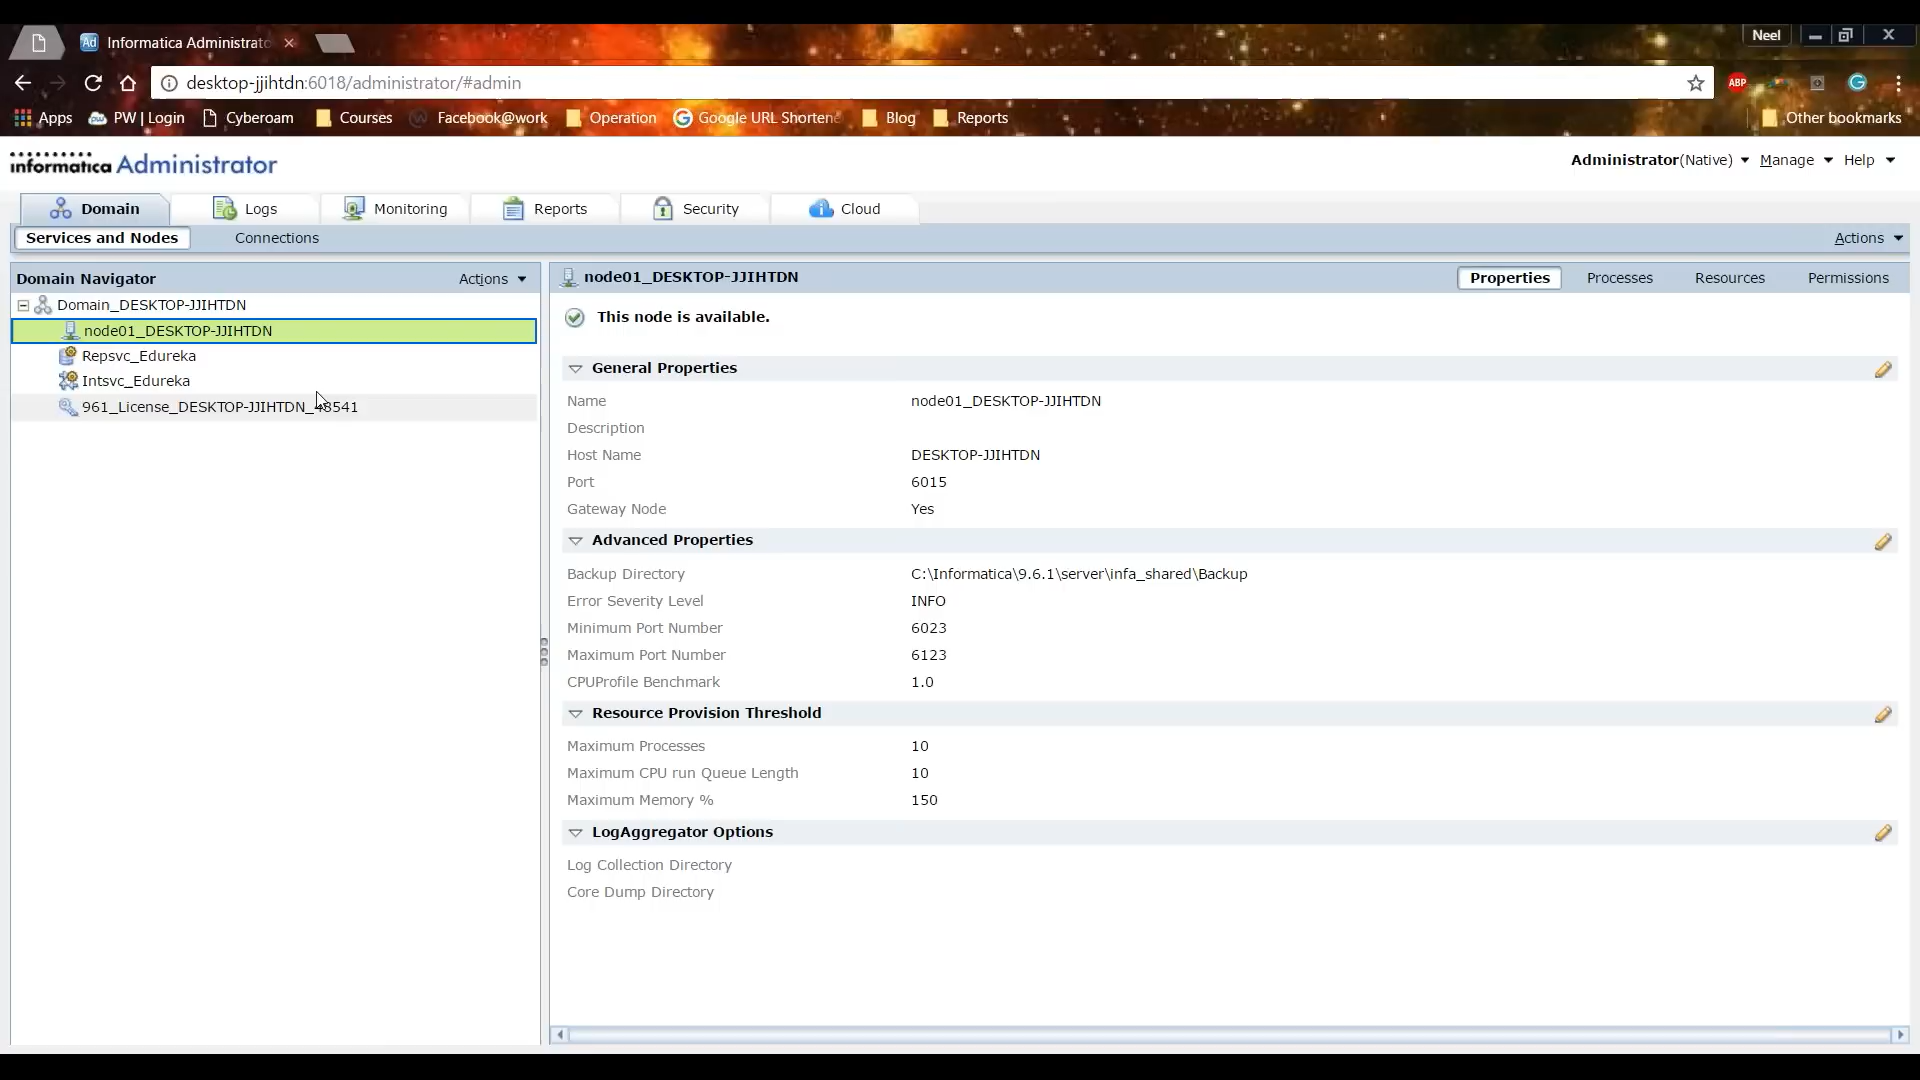 Ad Informatica Administrato
Neel
desktop-jjihtdn:6018/administrator/#admin
ABP
Apps
PW | Login
Cyberoam
Courses
Facebook@work
Operation
Google URL Shortene
Blog
Reports
Other bookmarks
informatica Administrator
Administrator(Native) Manage Help
Domain Logs Monitoring Reports Security Cloud
Services and Nodes Connections Actions
Domain Navigator Actions
Domain_DESKTOP-JJIHTDN
node01_DESKTOP-JJIHTDN
Repsvc_Edureka
Intsvc_Edureka
961_License_DESKTOP-JJIHTDN_48541
node01_DESKTOP-JJIHTDN Properties Processes Resources Permissions
This node is available.
General Properties
Name node01_DESKTOP-JJIHTDN
Description
Host Name DESKTOP-JJIHTDN
Port 6015
Gateway Node Yes
Advanced Properties
Backup Directory C:\Informatica\9.6.1\server\infa_shared\Backup
Error Severity Level INFO
Minimum Port Number 6023
Maximum Port Number 6123
CPUProfile Benchmark 1.0
Resource Provision Threshold
Maximum Processes 10
Maximum CPU run Queue Length 10
Maximum Memory % 150
LogAggregator Options
Log Collection Directory
Core Dump Directory